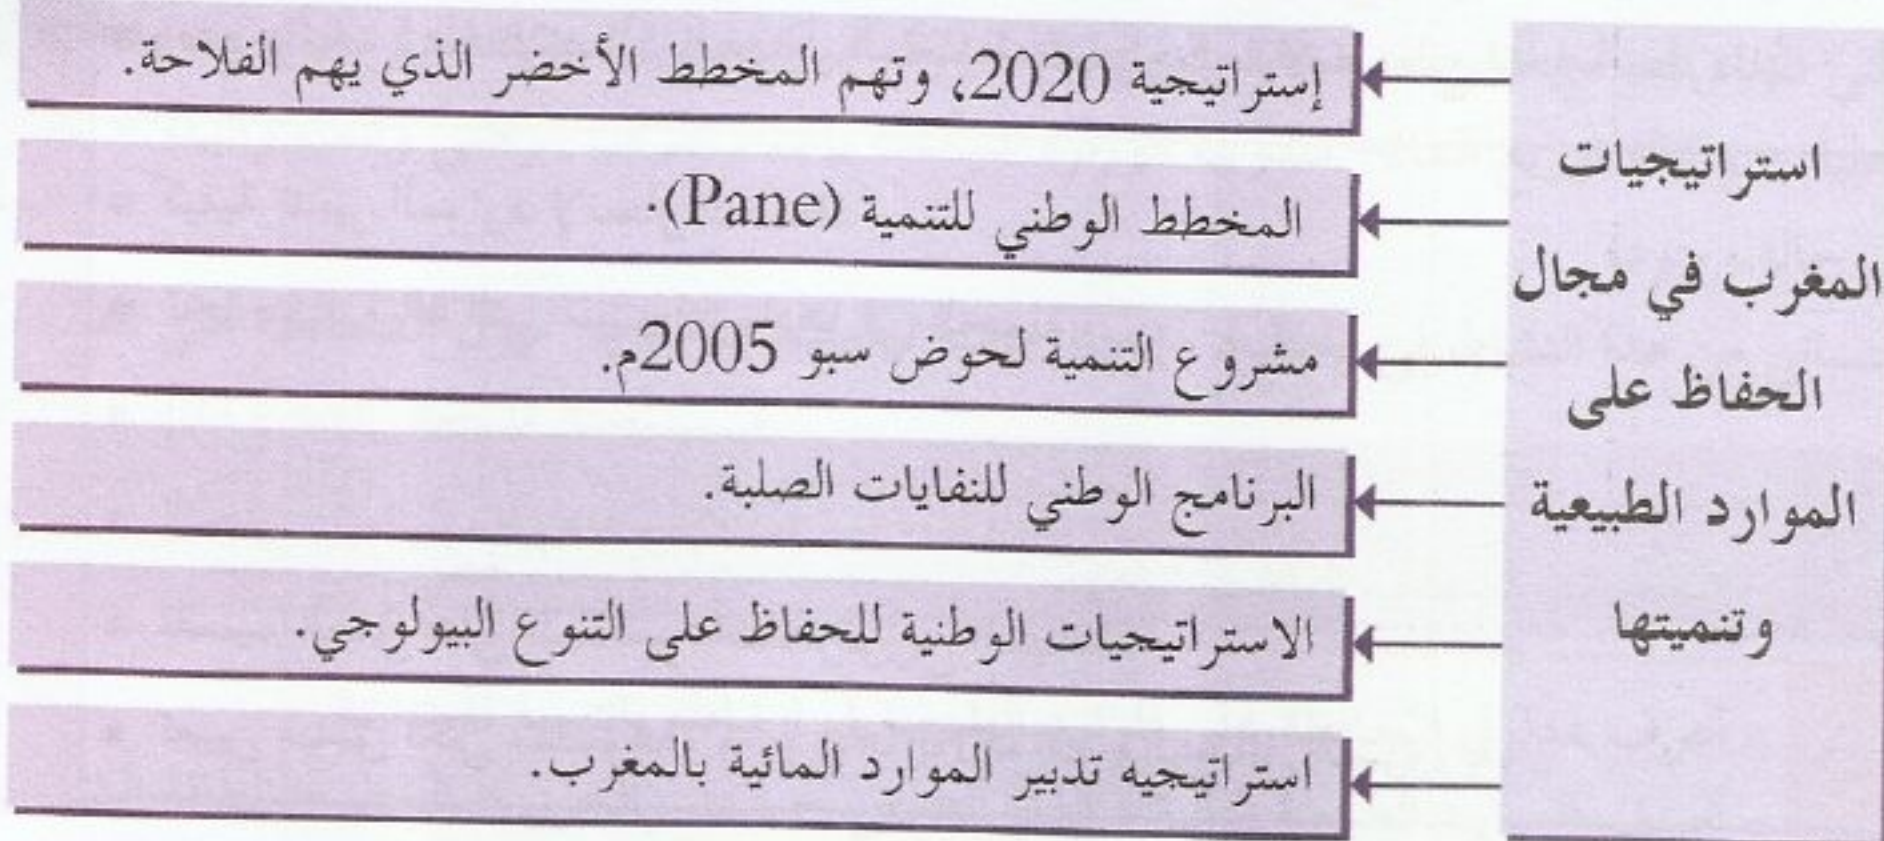 استراتيجيات
المغرب في مجال
الحفاظ على
الموارد الطبيعية
وتنميتها
إستراتيجية 2020، وتهم المخطط الأخضر الذي يهم الفلاحة.
المخطط الوطني للتنمية (Pane).
مشروع التنمية لحوض سبو 2005م.
البرنامج الوطني للنفايات الصلبة.
الاستراتيجيات الوطنية للحفاظ على التنوع البيولوجي.
استراتيجيه تدبير الموارد المائية بالمغرب.